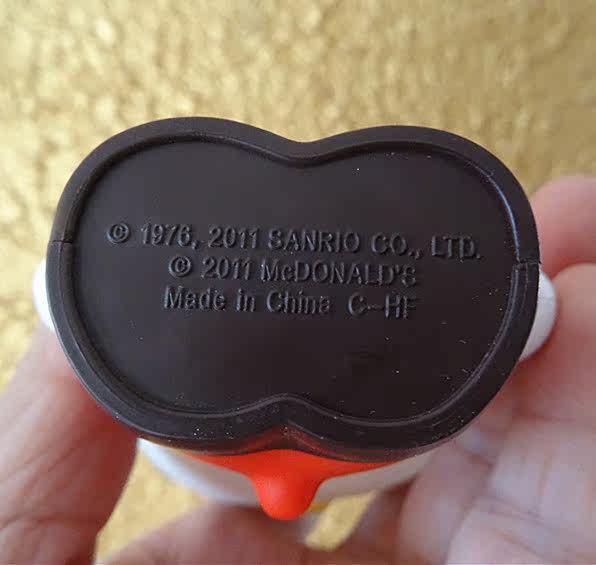 © 1976, 2011 SANRIO CO., LTD.
© 2011 McDONALD'S
Made in China C-HF